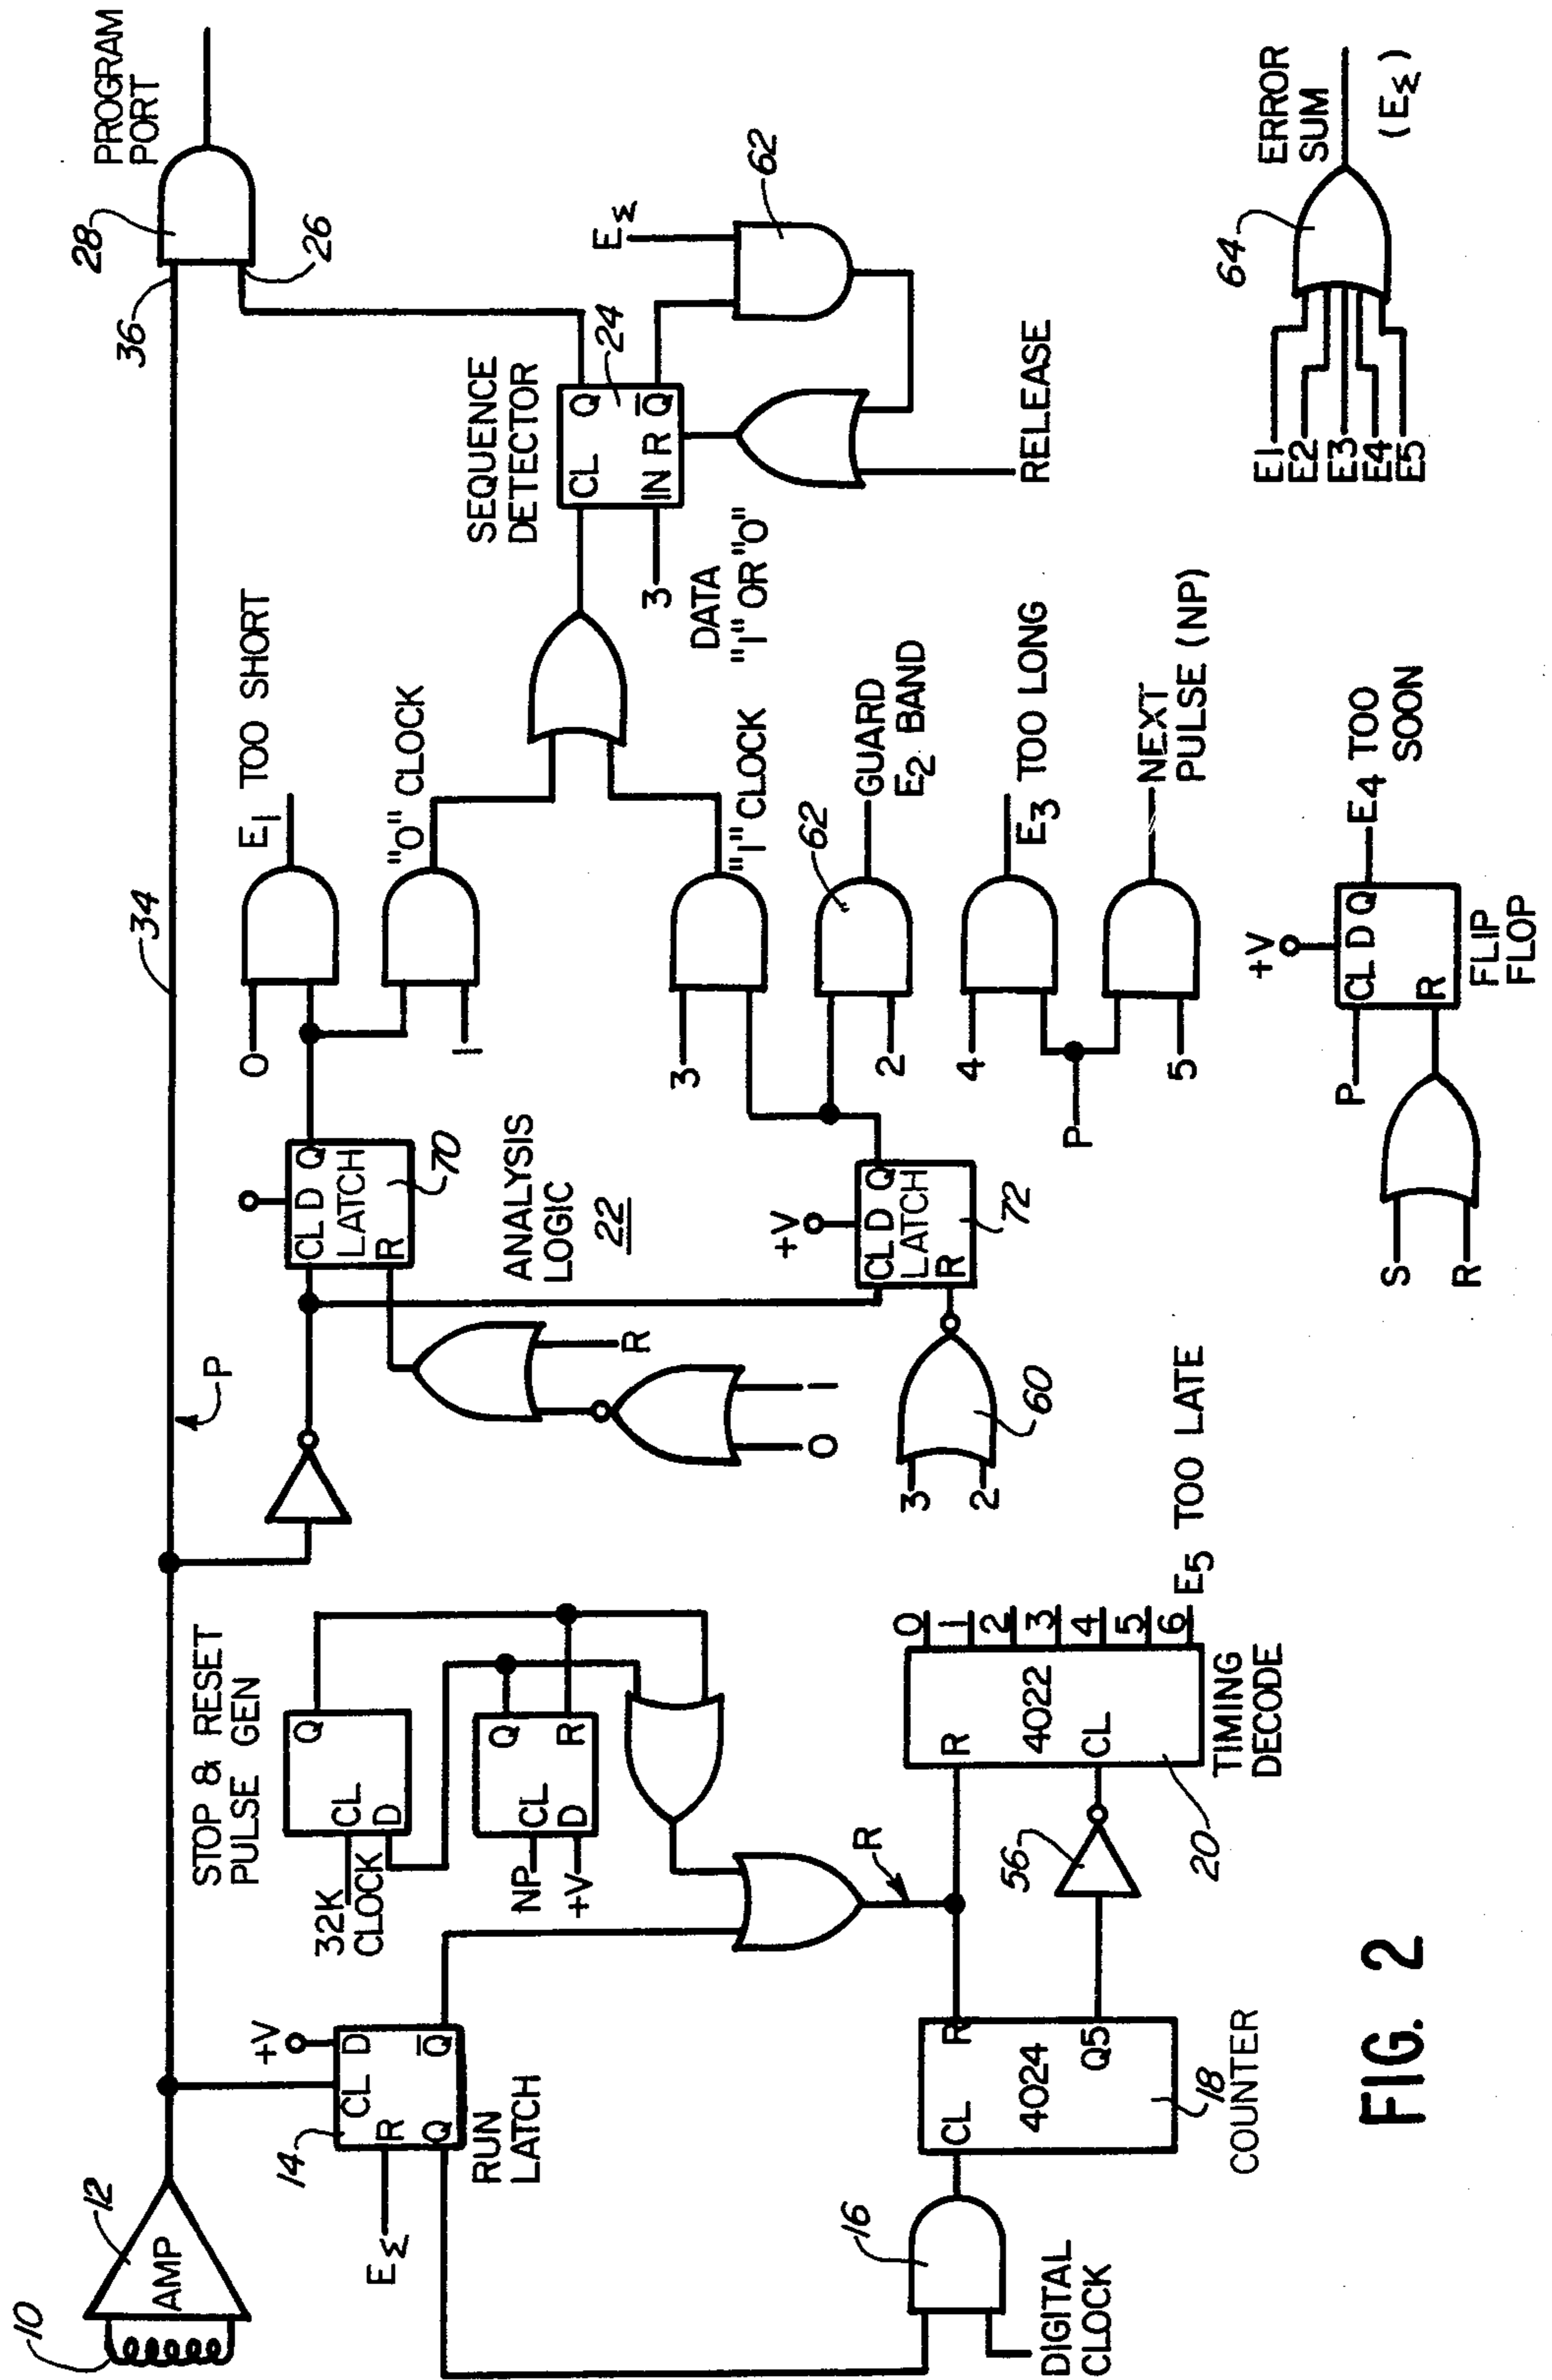 10
12
AMP
14
+V
CL D
R
Q
Q̅
EΣ
RUN
LATCH
STOP & RESET
PULSE GEN
32K
CLOCK
Q
CL
D
NP
+V
Q
CL
D
R
R
DIGITAL
CLOCK
16
CL
R
4024
Q5
18
COUNTER
56
R
4022
CL
20
TIMING
DECODE
0
1
2
3
4
5
6
E5 TOO LATE
P
34
CL D Q
LATCH
R
70
R
0
1
ANALYSIS
LOGIC
22
+V
CL D Q
LATCH
R
72
3
2
60
0
E1 TOO SHORT
1
"0" CLOCK
3
"1" CLOCK
2
62
GUARD
E2 BAND
4
P
E3 TOO LONG
5
NEXT
PULSE (NP)
S
R
P
+V
CL D Q
R
FLIP
FLOP
E4 TOO
SOON
SEQUENCE
DETECTOR
CL
Q
24
IN R
Q̅
3
DATA
"1" OR "0"
RELEASE
EΣ
62
36
26
28
PROGRAM
PORT
E1
E2
E3
E4
E5
64
ERROR
SUM
(EΣ)
FIG. 2